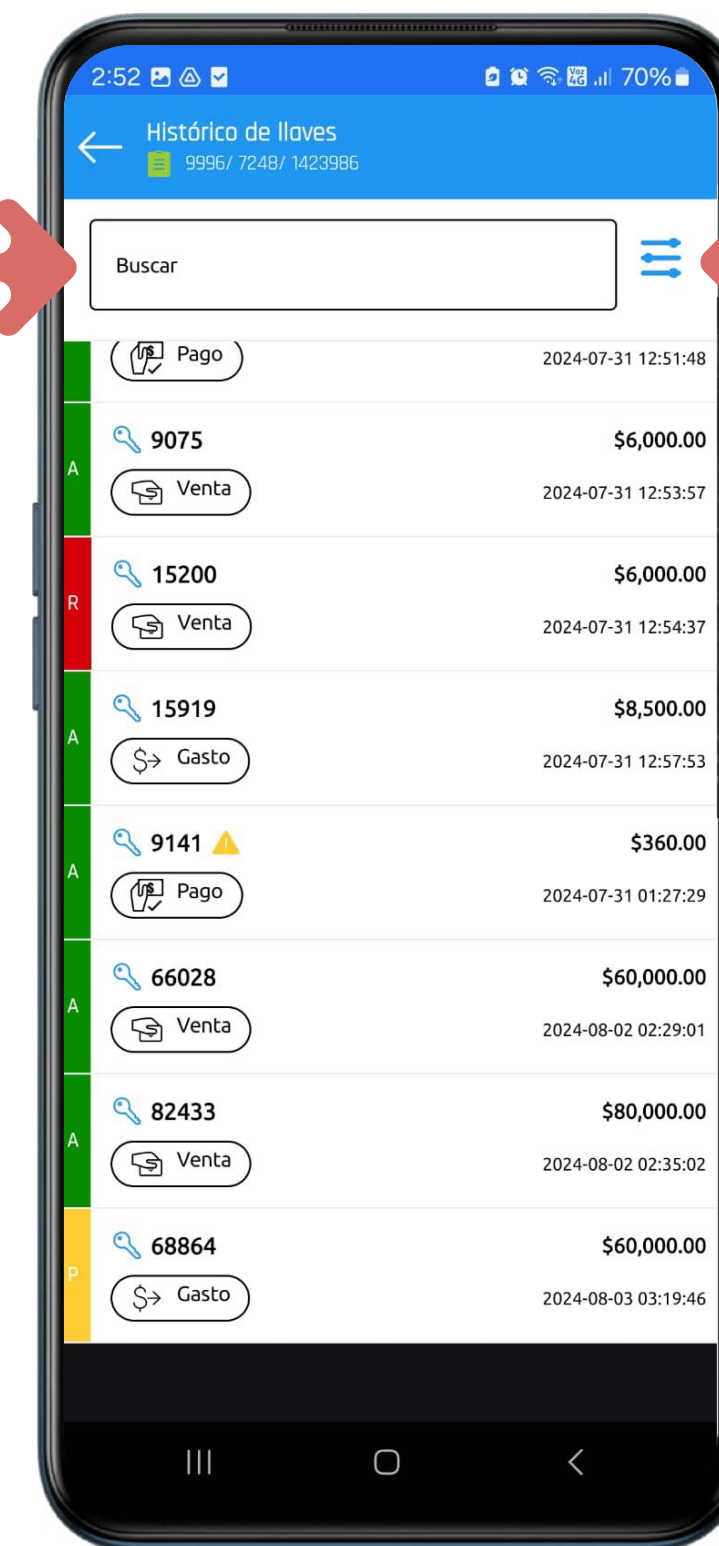 2:52 70%
Voz 4G
Histórico de llaves
9996/ 7248/ 1423986
Buscar
Pago 2024-07-31 12:51:48
9075 $6,000.00
A
Venta 2024-07-31 12:53:57
15200 $6,000.00
R
Venta 2024-07-31 12:54:37
15919 $8,500.00
A
Gasto 2024-07-31 12:57:53
9141 $360.00
A
Pago 2024-07-31 01:27:29
66028 $60,000.00
A
Venta 2024-08-02 02:29:01
82433 $80,000.00
A
Venta 2024-08-02 02:35:02
68864 $60,000.00
P
Gasto 2024-08-03 03:19:46